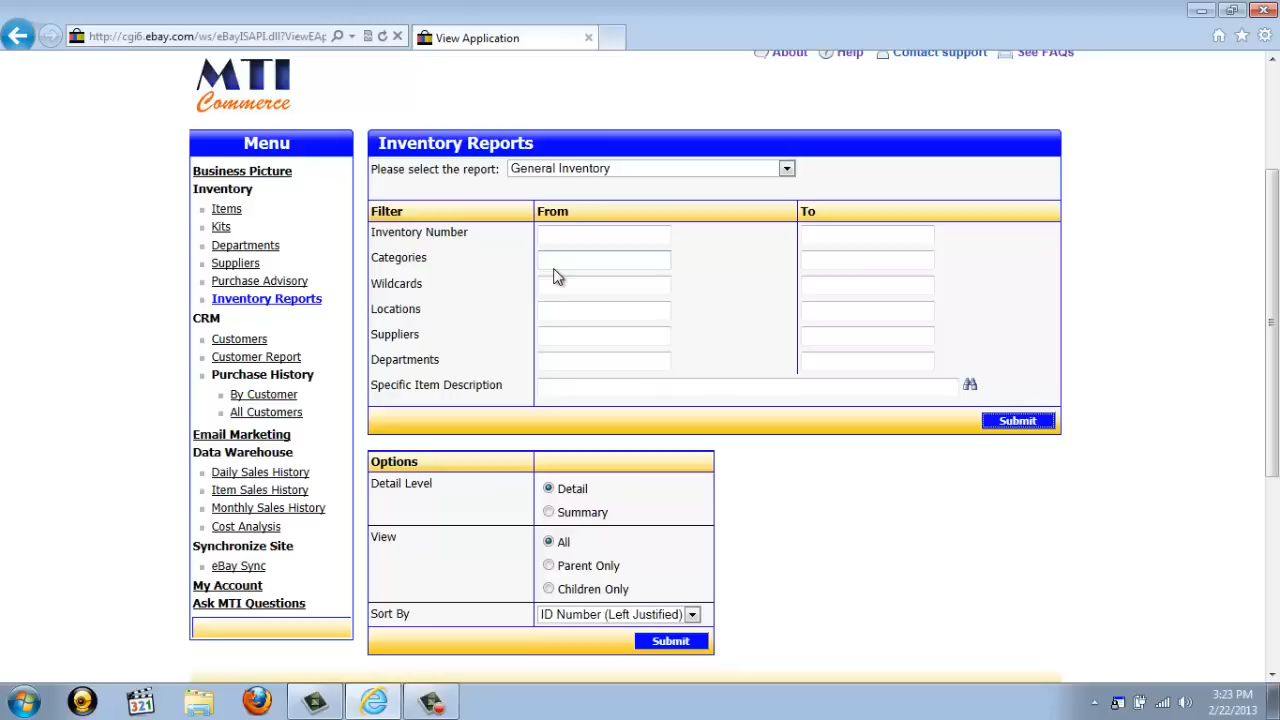 http://cgi6.ebay.com/ws/eBayISAPI.dll?ViewEAp
View Application
About Help Contact support See FAQs
MTI
Commerce
Menu
Business Picture
Inventory
Items
Kits
Departments
Suppliers
Purchase Advisory
Inventory Reports
CRM
Customers
Customer Report
Purchase History
By Customer
All Customers
Email Marketing
Data Warehouse
Daily Sales History
Item Sales History
Monthly Sales History
Cost Analysis
Synchronize Site
eBay Sync
My Account
Ask MTI Questions
Inventory Reports
Please select the report: General Inventory
Filter From To
Inventory Number
Categories
Wildcards
Locations
Suppliers
Departments
Specific Item Description
Submit
Options
Detail Level
Detail
Summary
View
All
Parent Only
Children Only
Sort By ID Number (Left Justified)
Submit
321
3:23 PM
2/22/2013